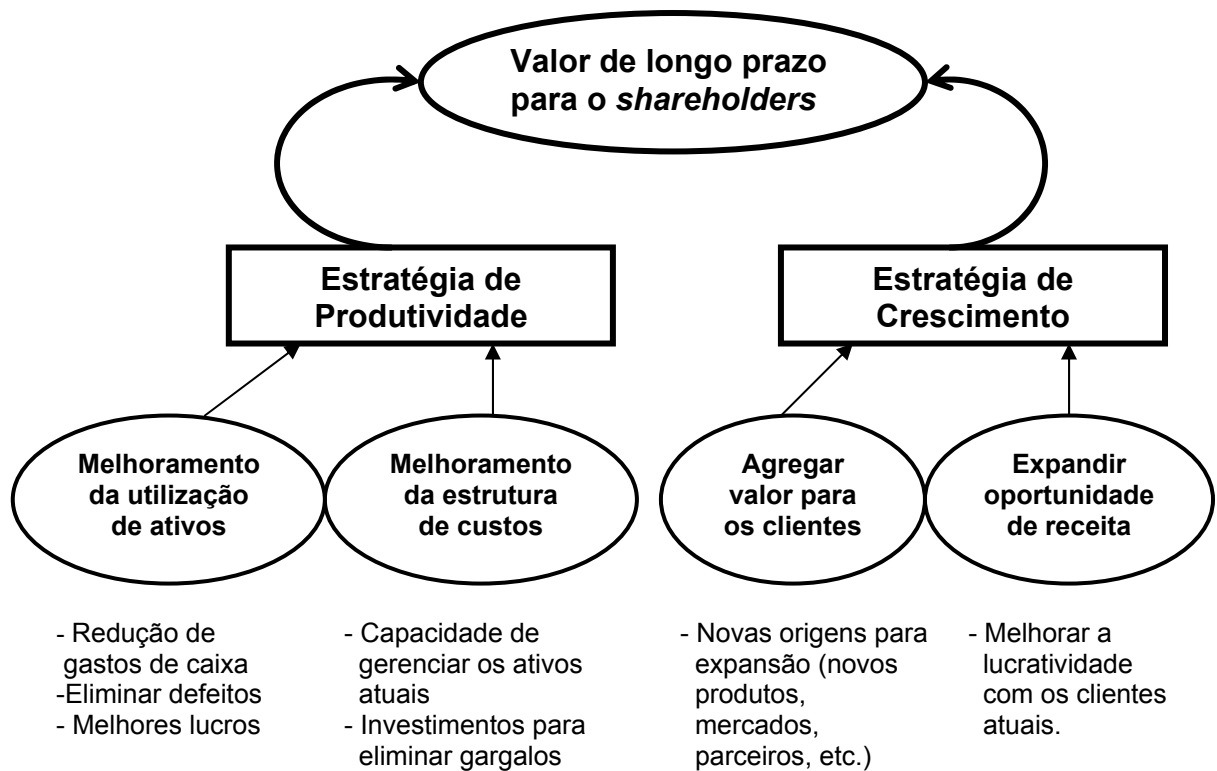 Valor de longo prazo
para o shareholders
Estratégia de
Produtividade
Estratégia de
Crescimento
Melhoramento
da utilização
de ativos
Melhoramento
da estrutura
de custos
Agregar
valor para
os clientes
Expandir
oportunidade
de receita
- Redução de
gastos de caixa
-Eliminar defeitos
- Melhores lucros
- Capacidade de
gerenciar os ativos
atuais
- Investimentos para
eliminar gargalos
- Novas origens para
expansão (novos
produtos,
mercados,
parceiros, etc.)
- Melhorar a
lucratividade
com os clientes
atuais.